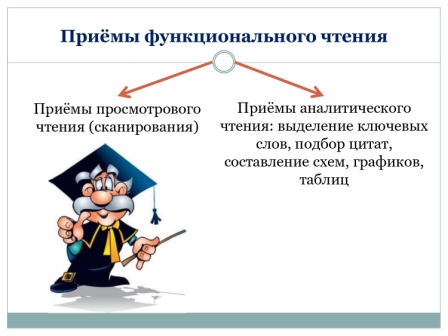 Приёмы функционального чтения
Приёмы просмотрового
чтения (сканирования)
Приёмы аналитического
чтения: выделение ключевых
слов, подбор цитат,
составление схем, графиков,
таблиц